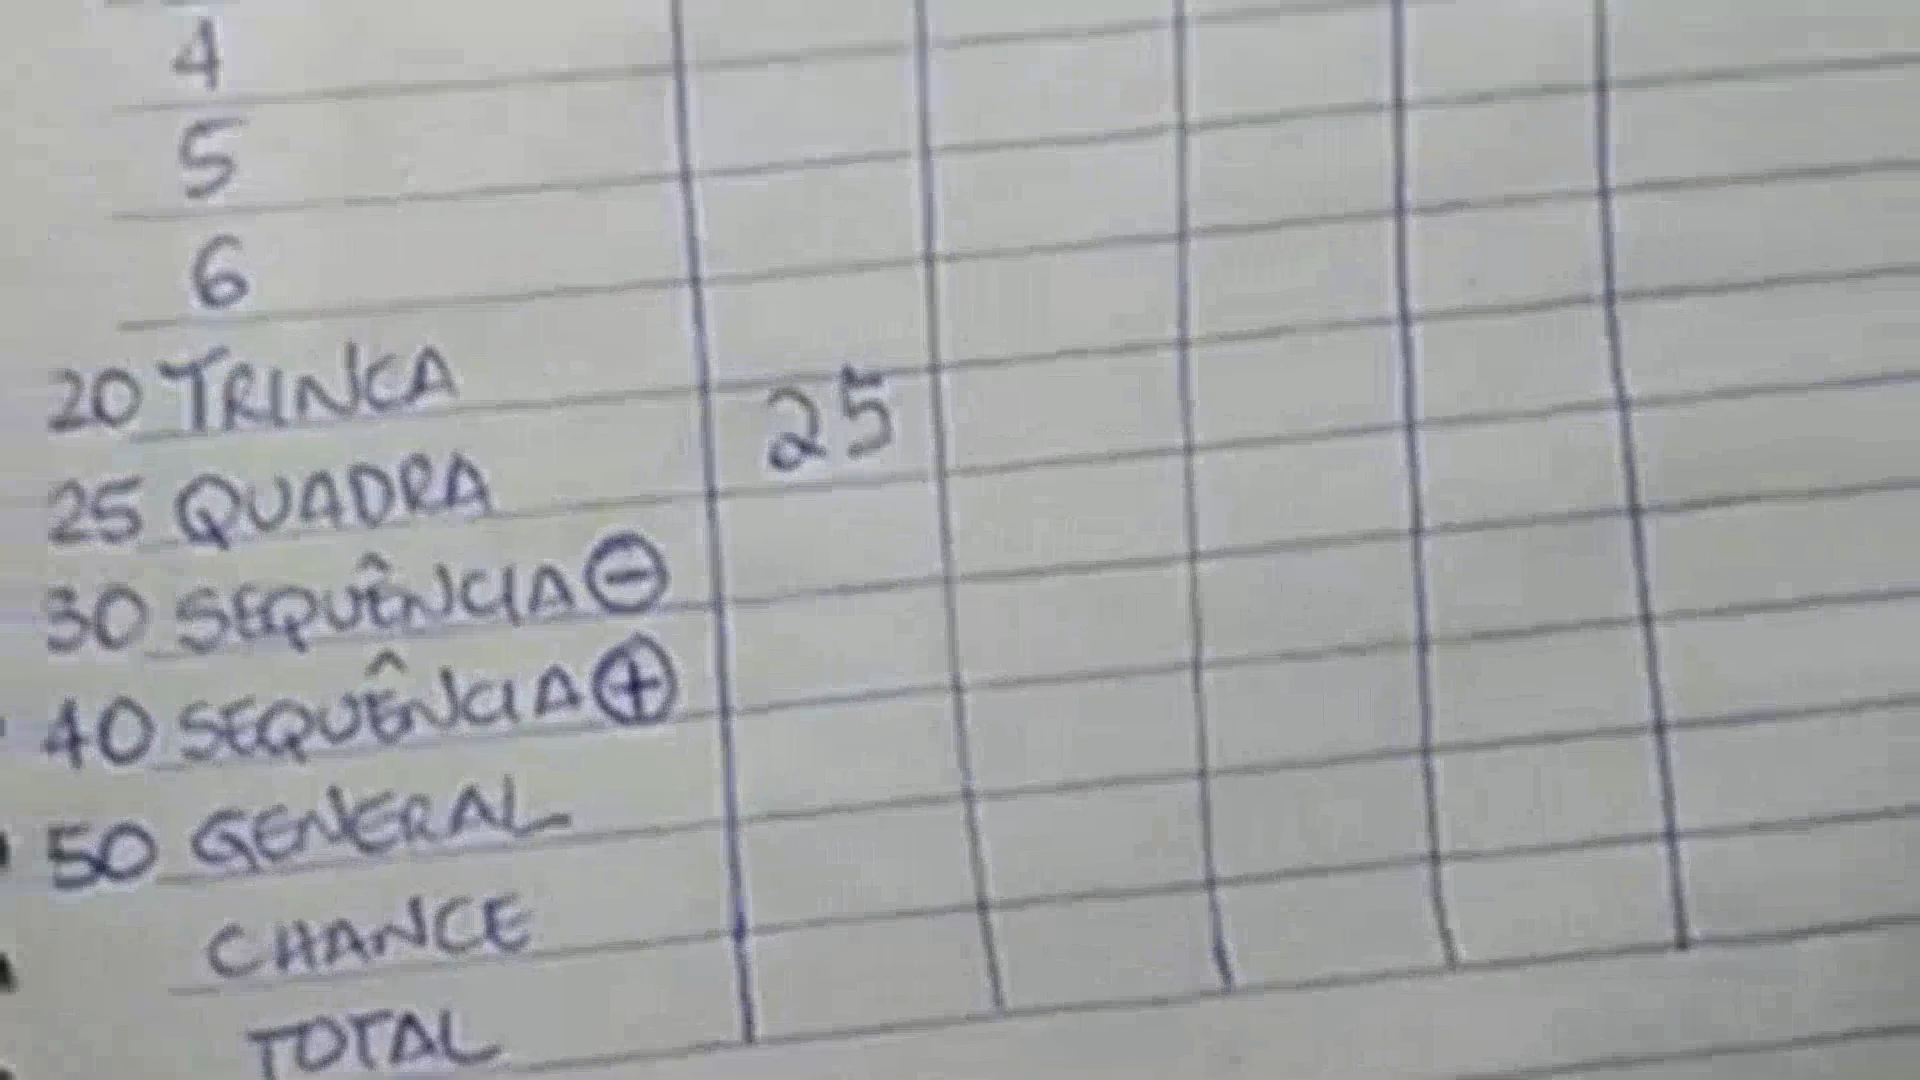 4
5
6
20 TRINCA
25 QUADRA 25
30 SEQUÊNCIA -
40 SEQUÊNCIA +
50 GENERAL
CHANCE
TOTAL